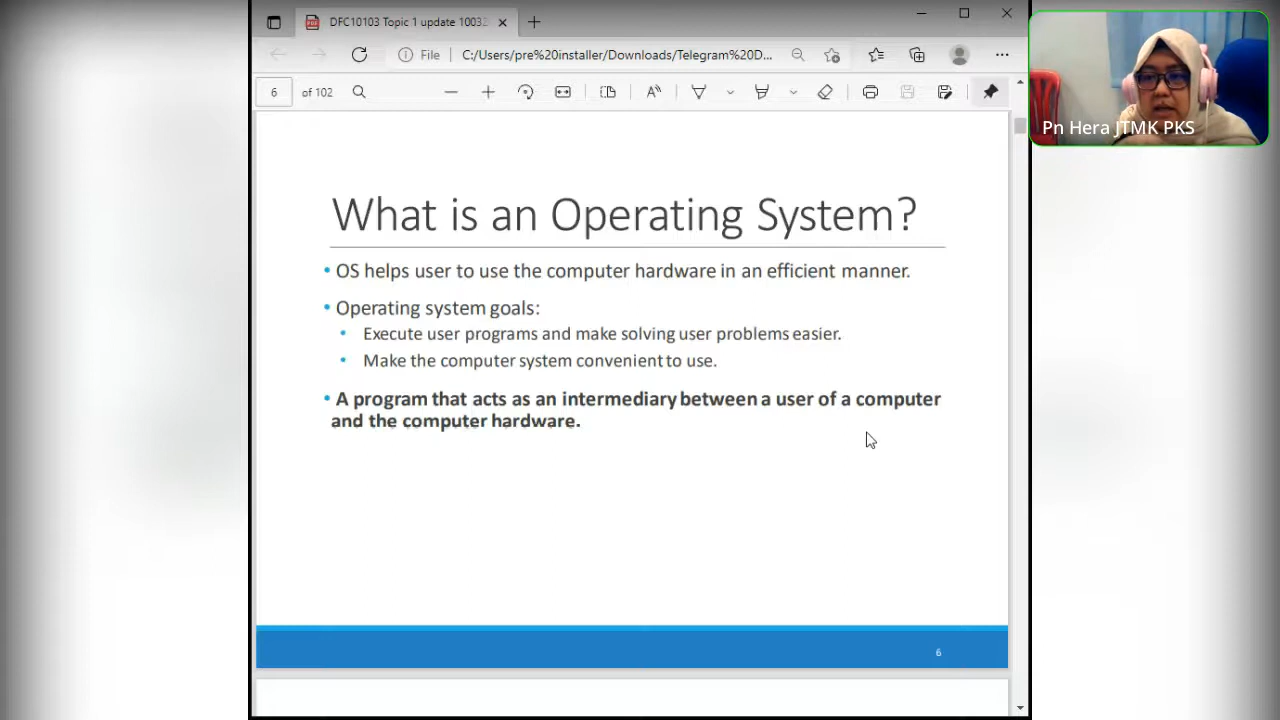 DFC10103 Topic 1 update 10032
File C:/Users/pre%20installer/Downloads/Telegram%20D...
6 of 102
Pn Hera JTMK PKS
What is an Operating System?
• OS helps user to use the computer hardware in an efficient manner.
• Operating system goals:
• Execute user programs and make solving user problems easier.
• Make the computer system convenient to use.
• A program that acts as an intermediary between a user of a computer
and the computer hardware.
6